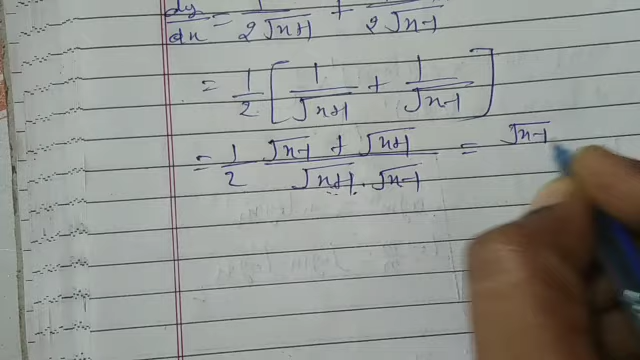 dy/dx = 1/(2√x+1) + 1/(2√x-1)
= 1/2 [ 1/√x+1 + 1/√x-1 ]
= 1/2 (√x-1 + √x+1)/(√x+1 . √x-1) = √x-1